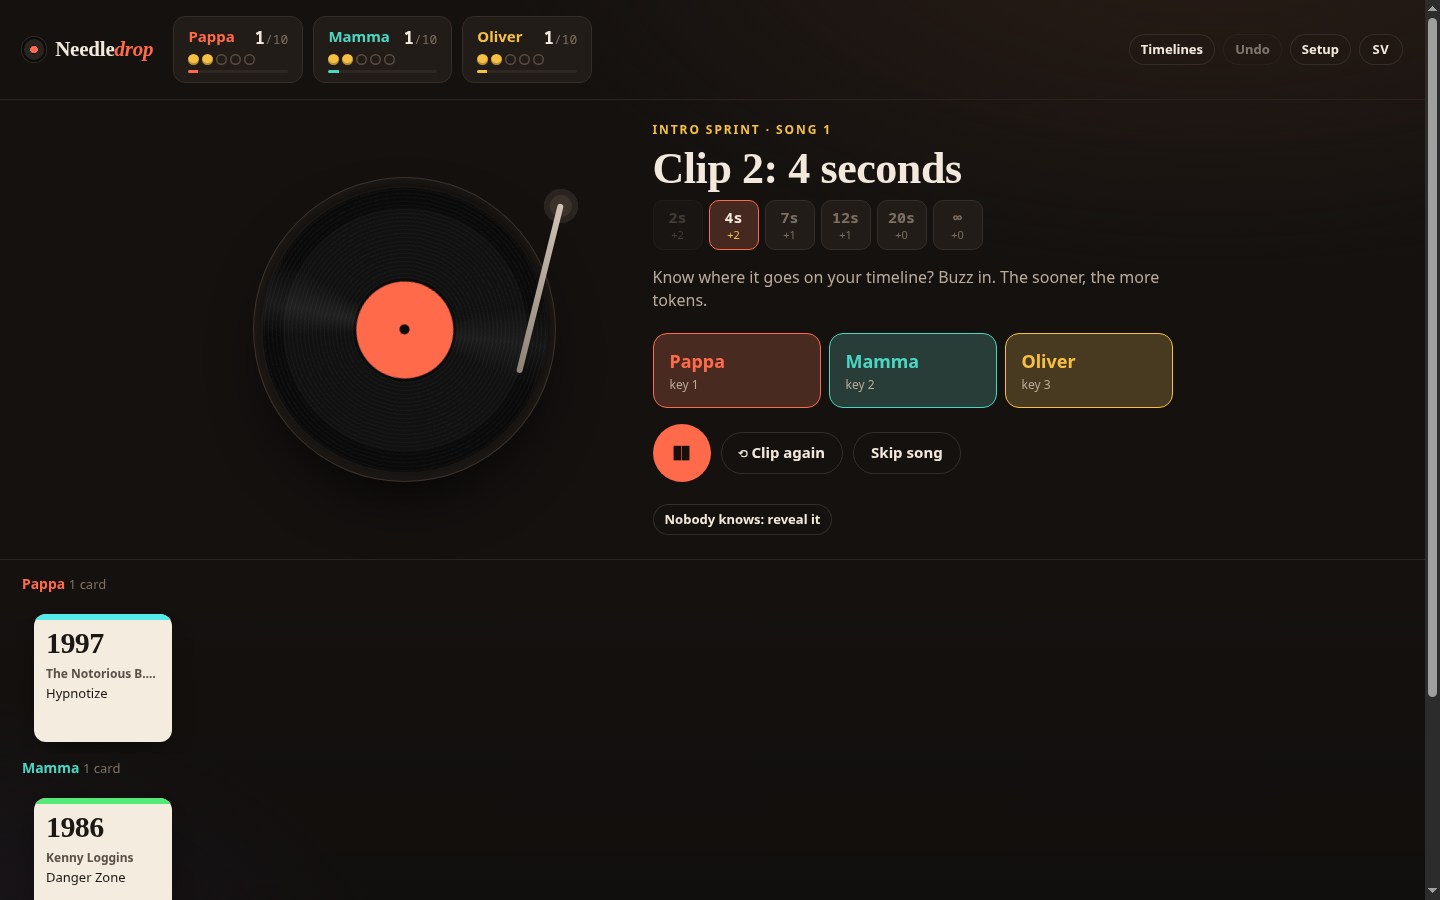 Needledrop
Pappa 1/10
Mamma 1/10
Oliver 1/10
Timelines
Undo
Setup
SV
INTRO SPRINT · SONG 1
Clip 2: 4 seconds
2s 4s 7s 12s 20s ∞
+2 +2 +1 +1 +0 +0
Know where it goes on your timeline? Buzz in. The sooner, the more
tokens.
Pappa
key 1
Mamma
key 2
Oliver
key 3
⟲ Clip again
Skip song
Nobody knows: reveal it
Pappa 1 card
1997
The Notorious B....
Hypnotize
Mamma 1 card
1986
Kenny Loggins
Danger Zone